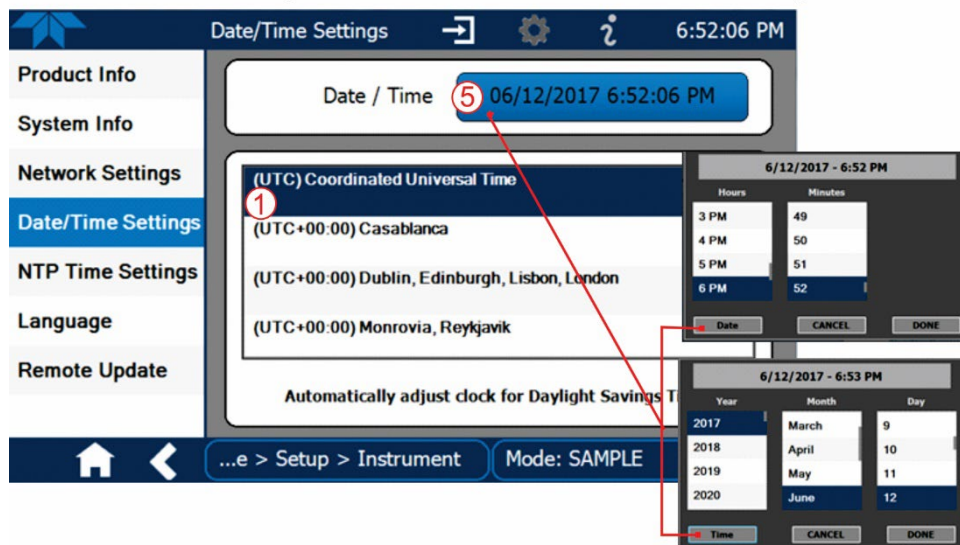 Date/Time Settings
6:52:06 PM
Product Info
System Info
Network Settings
Date/Time Settings
NTP Time Settings
Language
Remote Update
Date / Time
5
06/12/2017 6:52:06 PM
(UTC) Coordinated Universal Time
1
(UTC+00:00) Casablanca
(UTC+00:00) Dublin, Edinburgh, Lisbon, London
(UTC+00:00) Monrovia, Reykjavik
Automatically adjust clock for Daylight Savings T
...e > Setup > Instrument
Mode: SAMPLE
6/12/2017 - 6:52 PM
Hours Minutes
3 PM 49
4 PM 50
5 PM 51
6 PM 52
Date CANCEL DONE
6/12/2017 - 6:53 PM
Year Month Day
2017 March 9
2018 April 10
2019 May 11
2020 June 12
Time CANCEL DONE